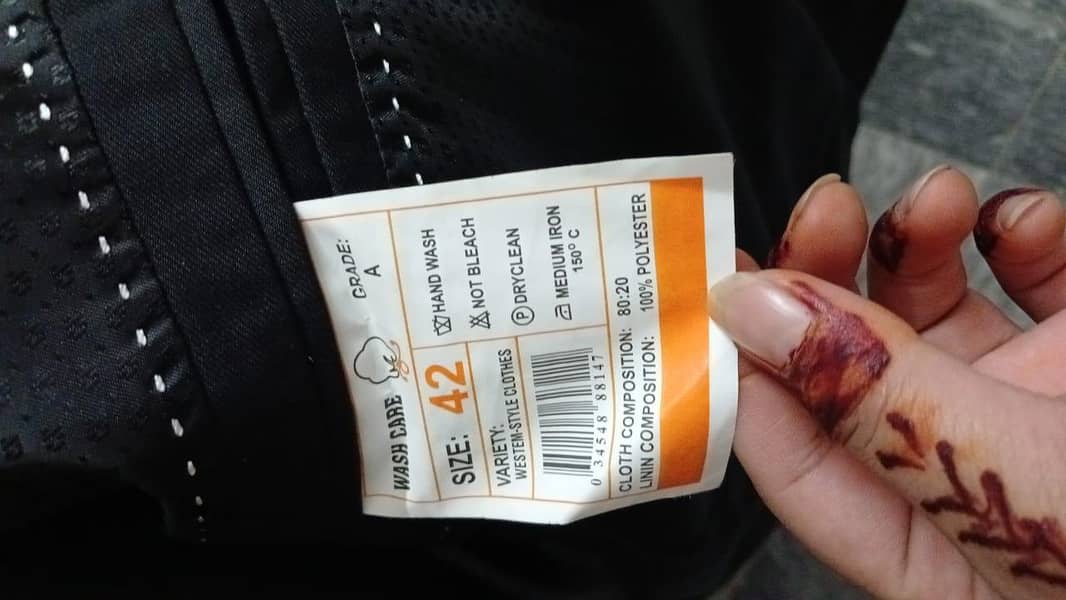 GRADE:
A
WASH CARE
SIZE: 42
HAND WASH
NOT BLEACH
P DRYCLEAN
MEDIUM IRON
150° C
VARIETY:
WESTEM-STYLE CLOTHES
0 34548 88147
CLOTH COMPOSITION: 80:20
LININ COMPOSITION: 100% POLYESTER